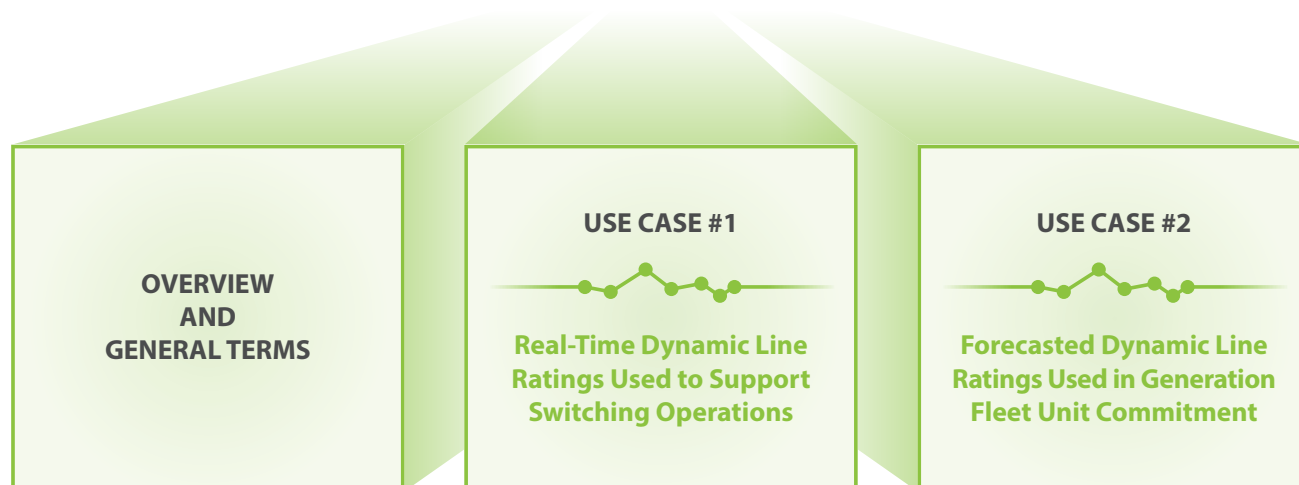 OVERVIEW
AND
GENERAL TERMS
USE CASE #1
Real-Time Dynamic Line
Ratings Used to Support
Switching Operations
USE CASE #2
Forecasted Dynamic Line
Ratings Used in Generation
Fleet Unit Commitment